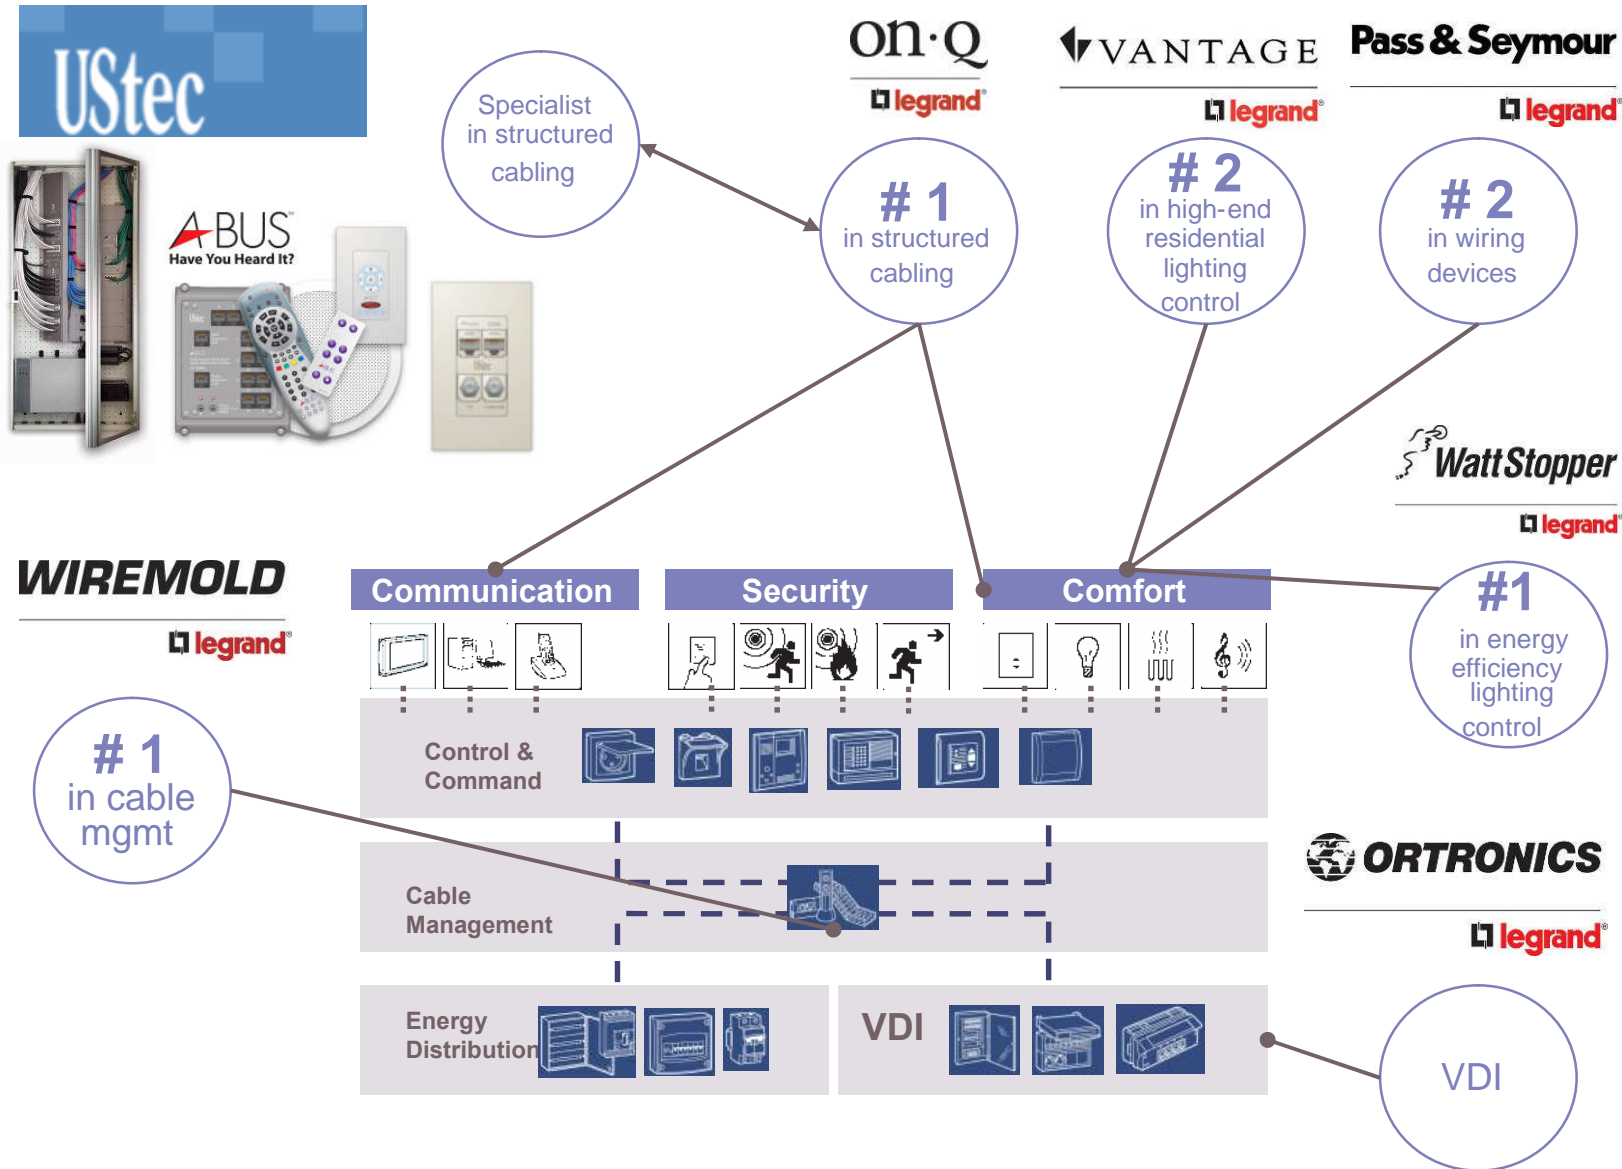 UStec
Specialist
in structured
cabling
on·Q
legrand®
VANTAGE
legrand®
Pass & Seymour
legrand®
# 1
in structured
cabling
# 2
in high-end
residential
lighting
control
# 2
in wiring
devices
A-BUS™
Have You Heard It?
UStec
A-BUS
UStec
WattStopper
legrand®
#1
in energy
efficiency
lighting
control
WIREMOLD
legrand®
# 1
in cable
mgmt
Communication
Security
Comfort
Control &
Command
Cable
Management
Energy
Distribution
VDI
ORTRONICS
legrand®
VDI